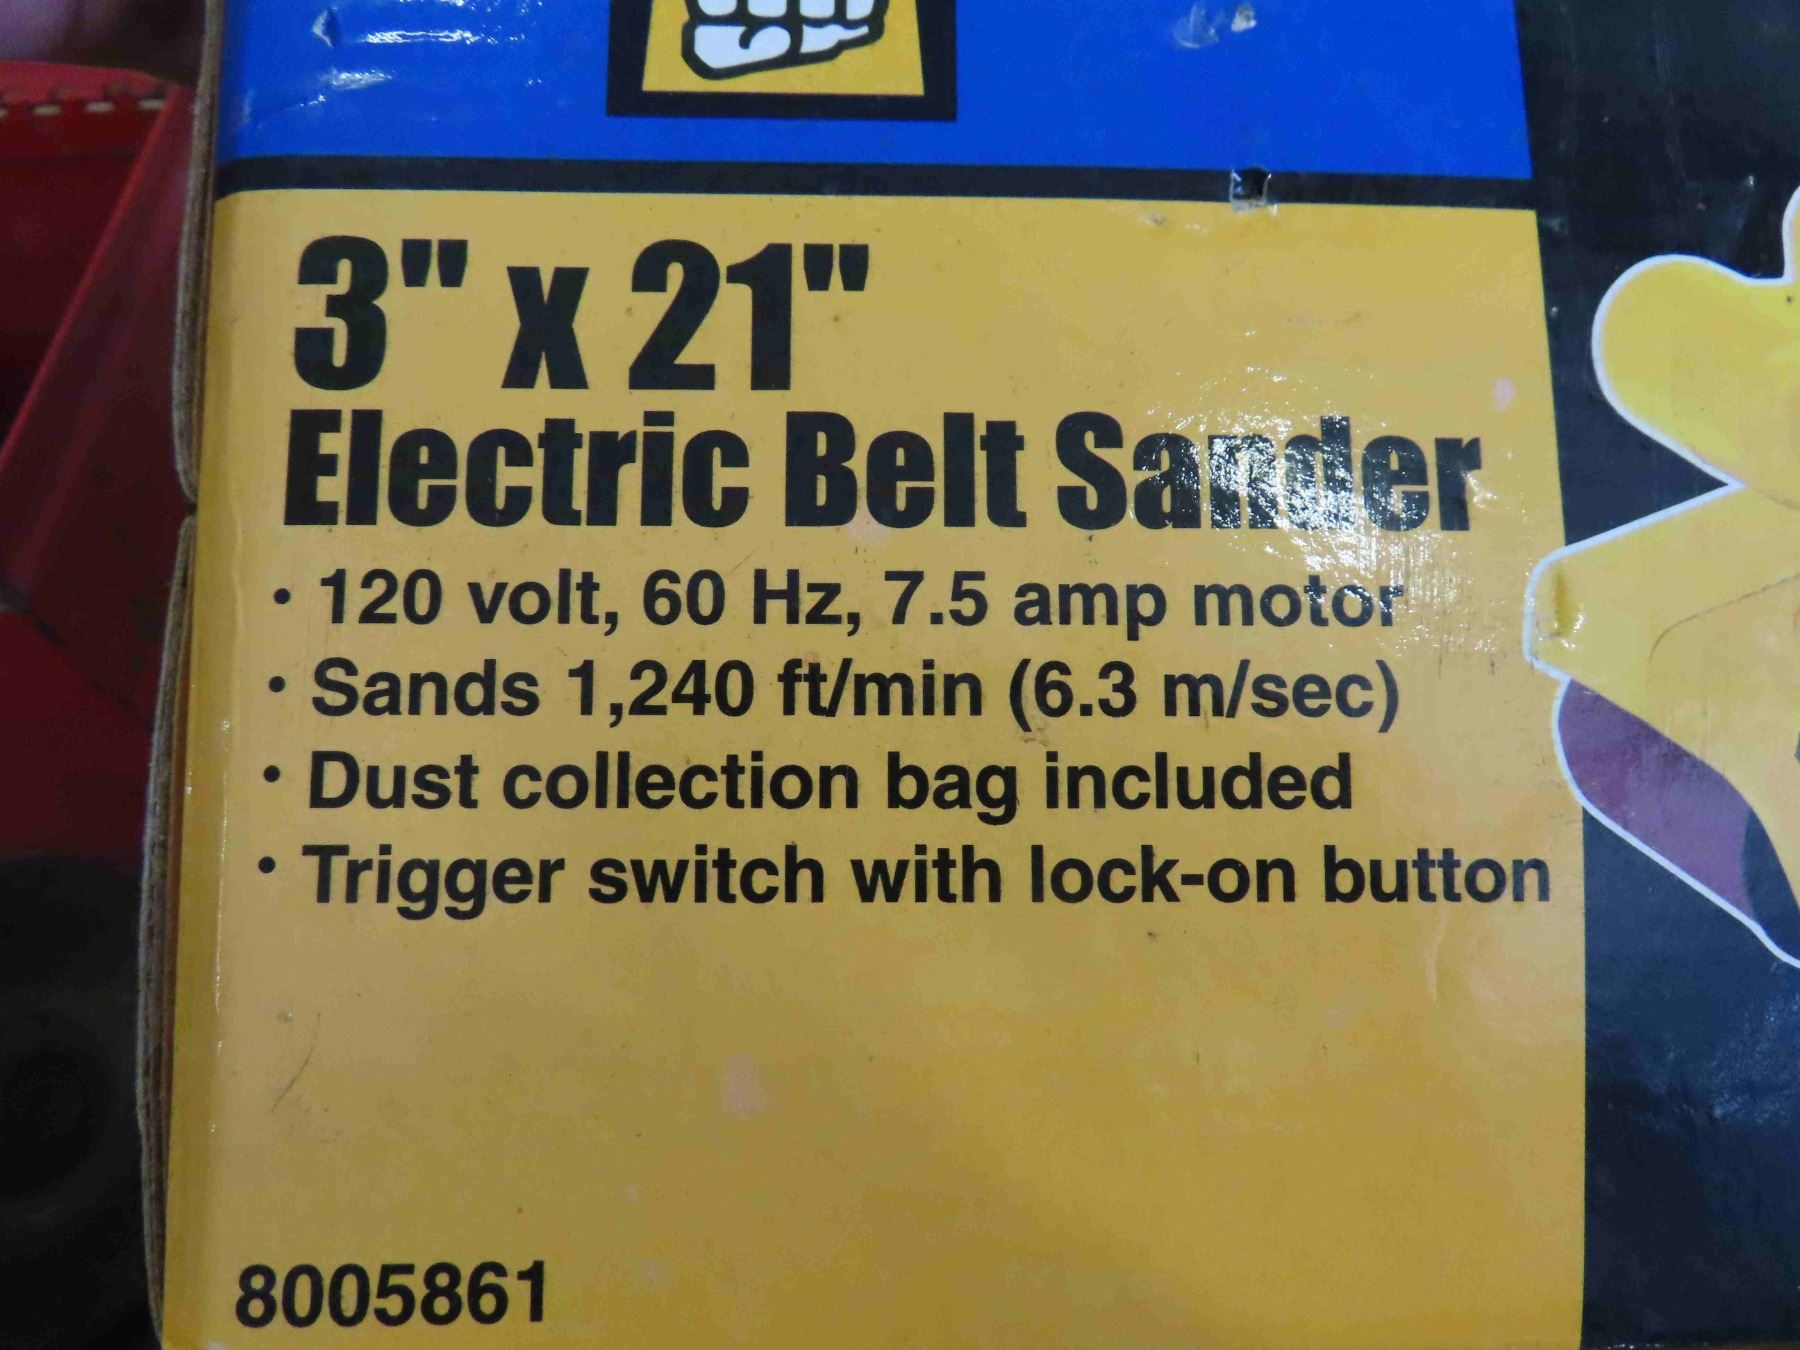 3" x 21"
Electric Belt Sander
• 120 volt, 60 Hz, 7.5 amp motor
• Sands 1,240 ft/min (6.3 m/sec)
• Dust collection bag included
• Trigger switch with lock-on button
8005861